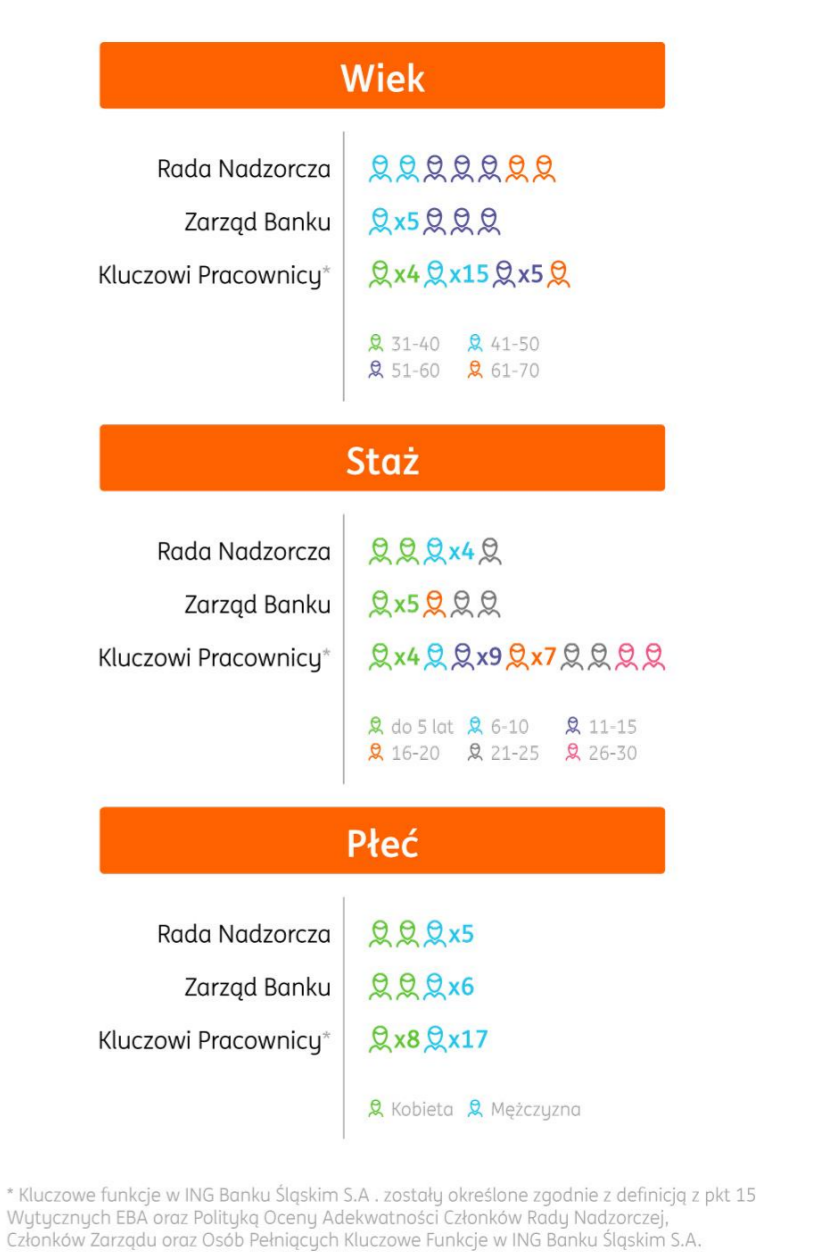 Wiek
Rada Nadzorcza
Zarząd Banku x5
Kluczowi Pracownicy* x4 x15 x5
31-40 41-50
51-60 61-70
Staż
Rada Nadzorcza x4
Zarząd Banku x5
Kluczowi Pracownicy* x4 x9 x7
do 5 lat 6-10 11-15
16-20 21-25 26-30
Płeć
Rada Nadzorcza x5
Zarząd Banku x6
Kluczowi Pracownicy* x8 x17
Kobieta Mężczyzna
* Kluczowe funkcje w ING Banku Śląskim S.A . zostały określone zgodnie z definicją z pkt 15
Wytycznych EBA oraz Polityką Oceny Adekwatności Członków Rady Nadzorczej,
Członków Zarządu oraz Osób Pełniących Kluczowe Funkcje w ING Banku Śląskim S.A.